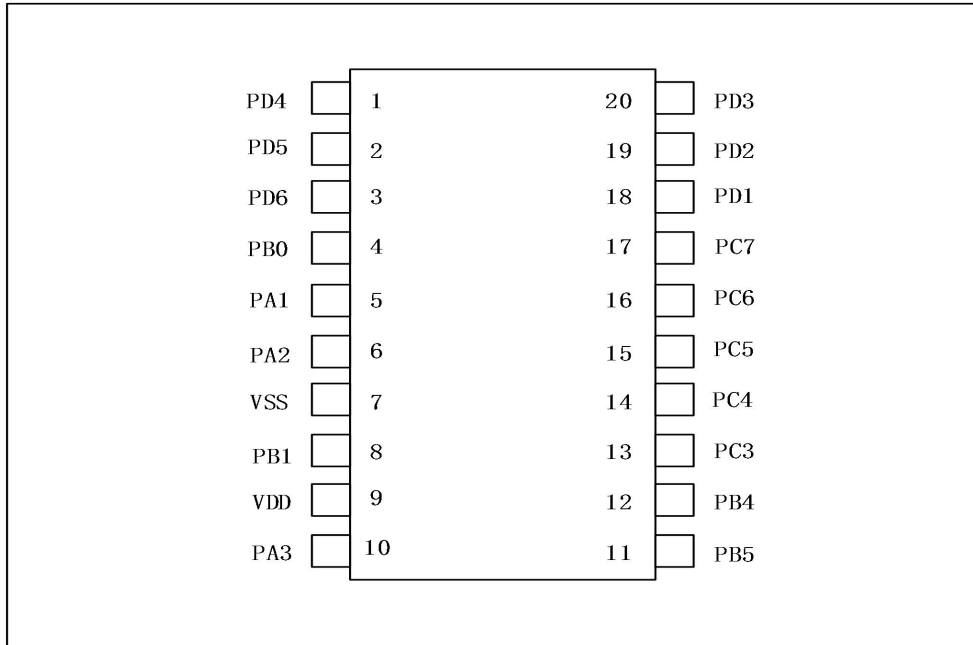 PD4 1 20 PD3
PD5 2 19 PD2
PD6 3 18 PD1
PB0 4 17 PC7
PA1 5 16 PC6
PA2 6 15 PC5
VSS 7 14 PC4
PB1 8 13 PC3
VDD 9 12 PB4
PA3 10 11 PB5